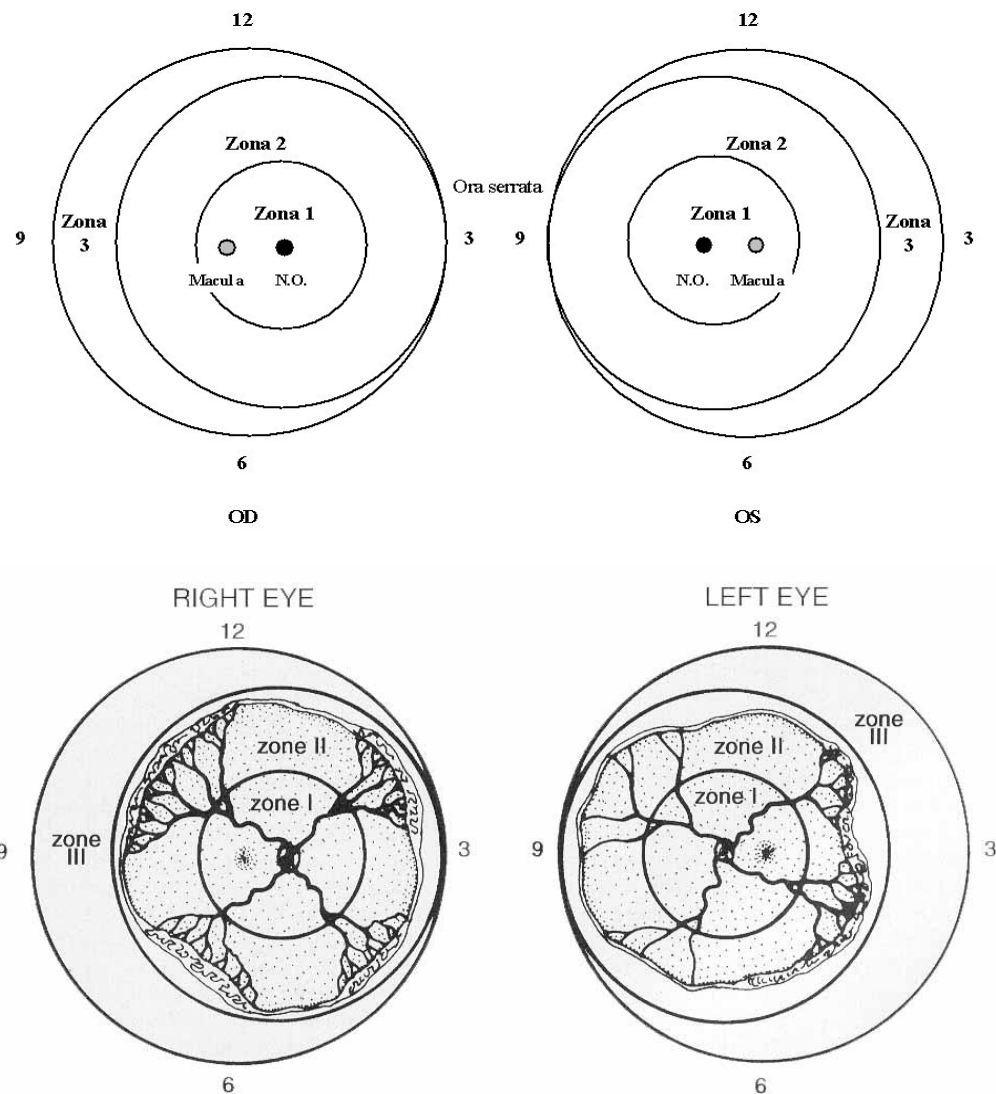 12 12
Zona 2 Zona 2
Ora serrata
Zona 1 Zona 1
Zona Zona
9 3 3 9 3 3
Macula N.O. N.O. Macula
6 6
OD OS
RIGHT EYE LEFT EYE
12 12
zone II zone II zone
III
zone I zone I
zone
9 III 3 9 3
6 6